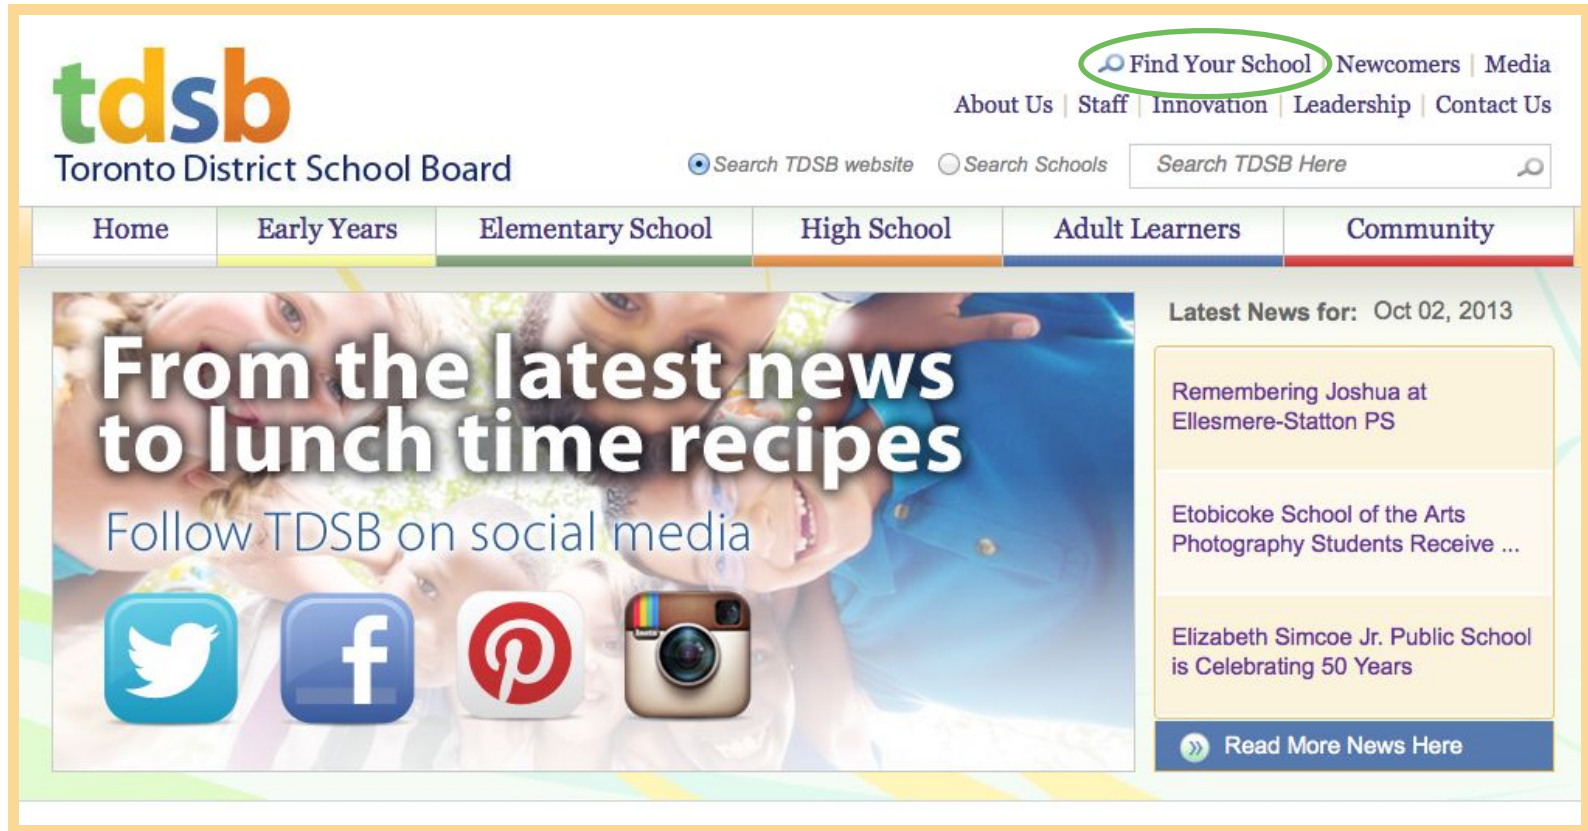 tdsb
Toronto District School Board
Find Your School | Newcomers | Media
About Us | Staff | Innovation | Leadership | Contact Us
Search TDSB website Search Schools Search TDSB Here
Home Early Years Elementary School High School Adult Learners Community
From the latest news
to lunch time recipes
Follow TDSB on social media
f
Insta
Latest News for: Oct 02, 2013
Remembering Joshua at
Ellesmere-Statton PS
Etobicoke School of the Arts
Photography Students Receive ...
Elizabeth Simcoe Jr. Public School
is Celebrating 50 Years
Read More News Here